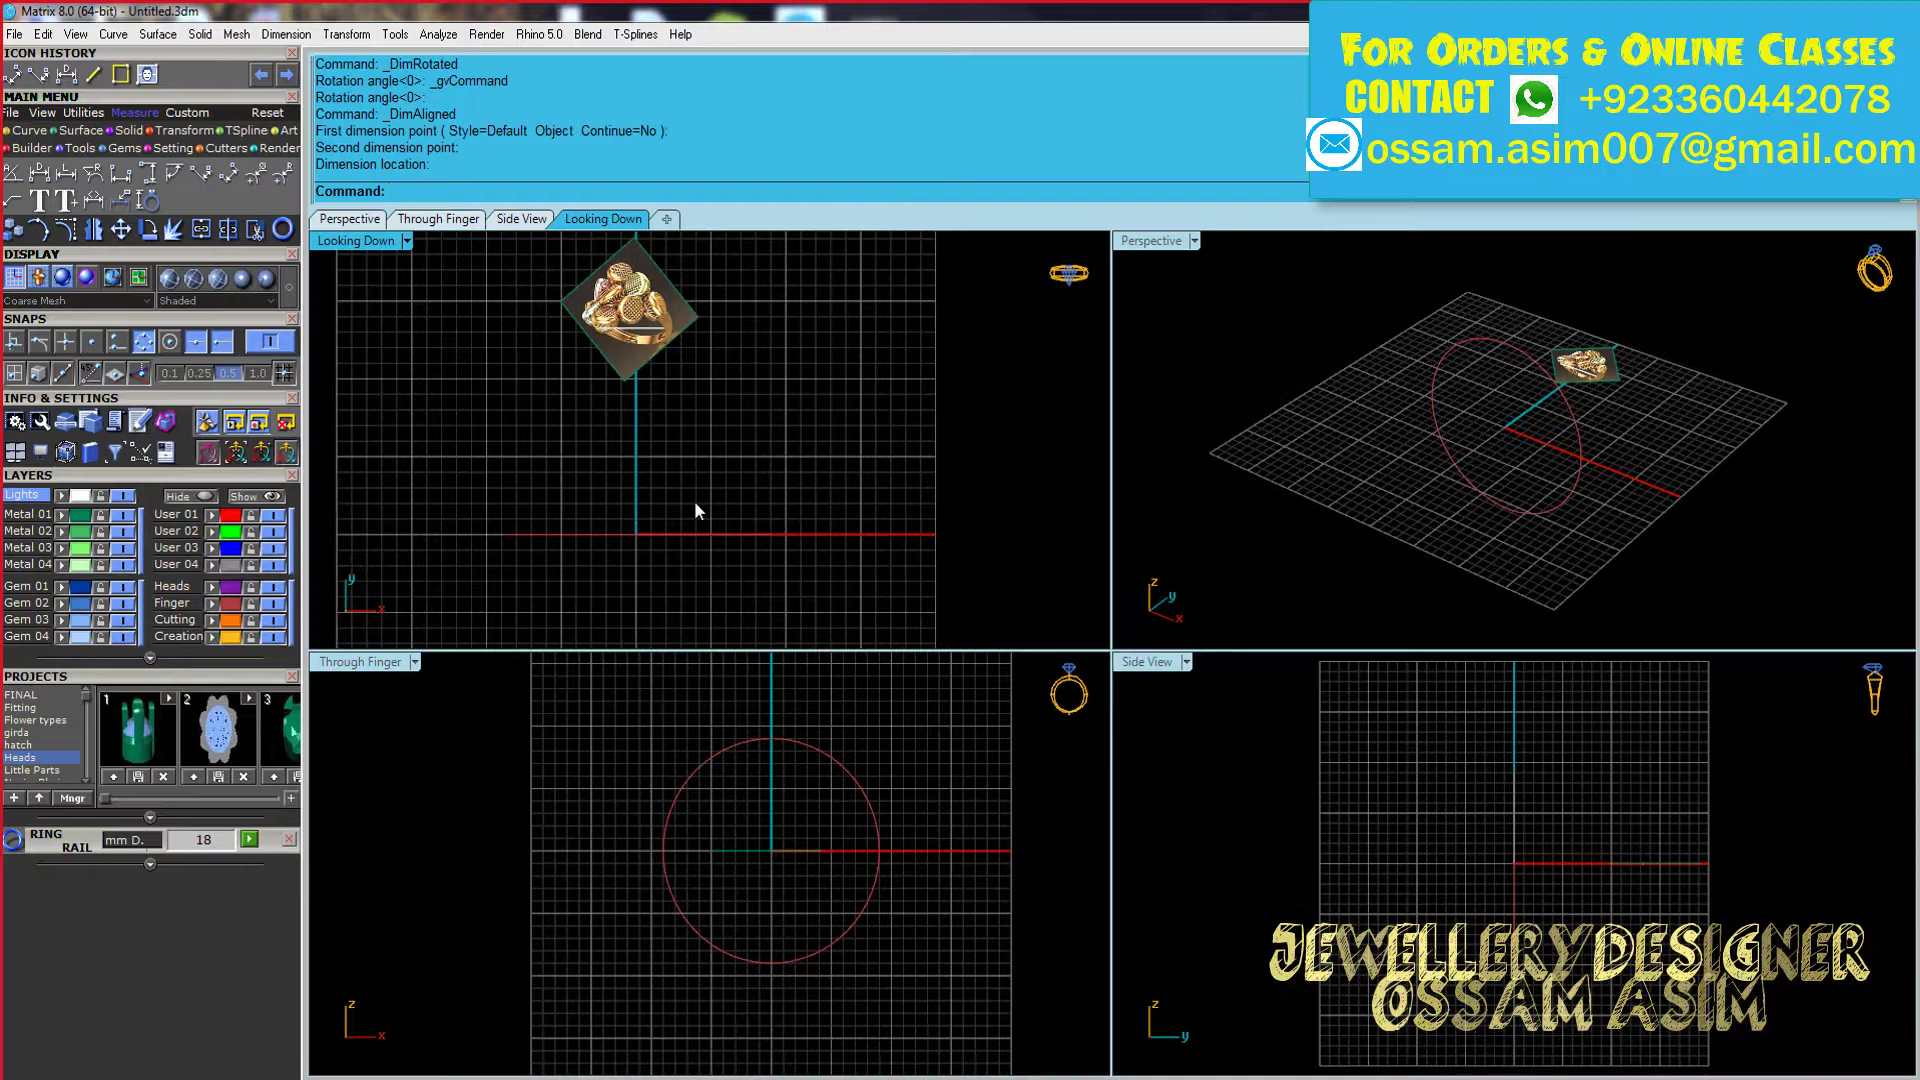 Matrix 8.0 (64-bit) - Untitled.3dm
File Edit View Curve Surface Solid Mesh Dimension Transform Tools Analyze Render Rhino 5.0 Blend T-Splines Help
ICON HISTORY
MAIN MENU
File View Utilities Measure Custom Reset
Curve Surface Solid Transform TSpline Art
Builder Tools Gems Setting Cutters Render
DISPLAY
Coarse Mesh Shaded
SNAPS
0.1 0.25 0.5 1.0
INFO & SETTINGS
LAYERS
Lights Hide Show
Metal 01 User 01
Metal 02 User 02
Metal 03 User 03
Metal 04 User 04
Gem 01 Heads
Gem 02 Finger
Gem 03 Cutting
Gem 04 Creation
PROJECTS
FINAL
Fitting
Flower types
girda
hatch
Heads
Little Parts
1 2 3
Mngr
RING RAIL mm D. 18
Command: _DimRotated
Rotation angle<0>: _gvCommand
Rotation angle<0>:
Command: _DimAligned
First dimension point ( Style=Default Object Continue=No ):
Second dimension point:
Dimension location:
Command:
Perspective Through Finger Side View Looking Down
Looking Down
y
x
Perspective
z
y
x
Through Finger
z
x
Side View
z
y
For Orders & Online Classes
CONTACT +923360442078
ossam.asim007@gmail.com
JEWELLERY DESIGNER
OSSAM ASIM